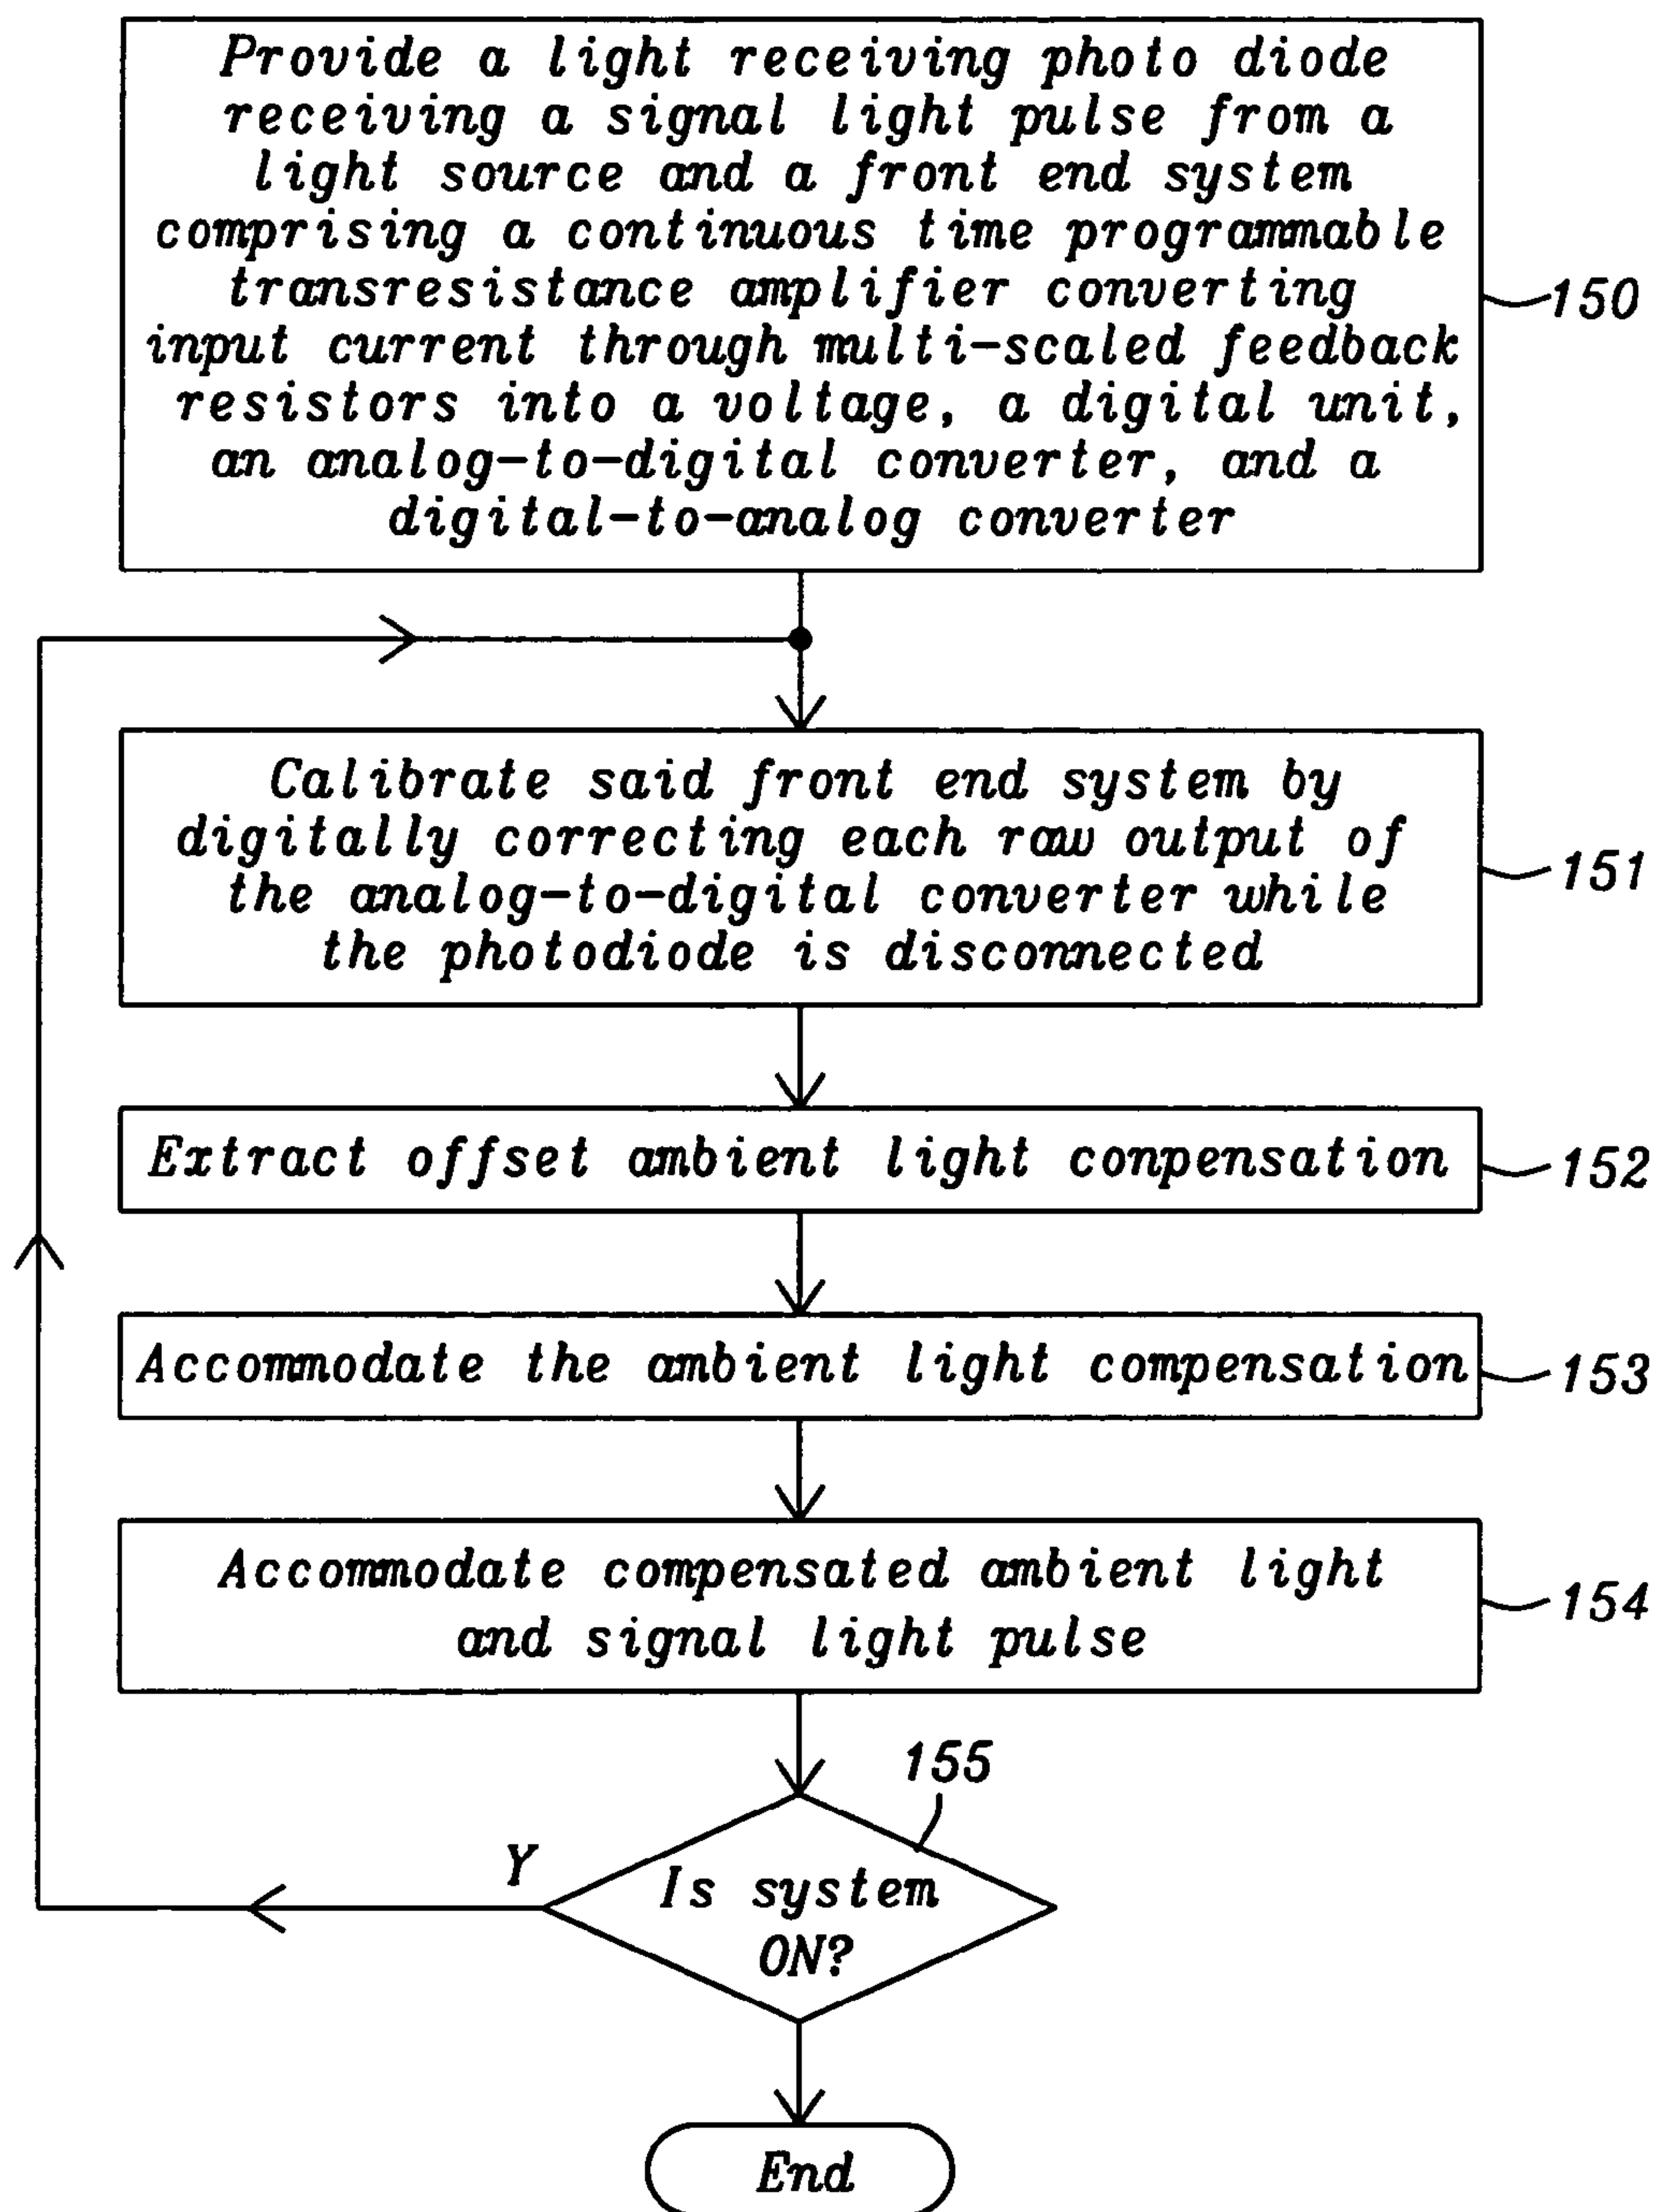 Provide a light receiving photo diode
receiving a signal light pulse from a
light source and a front end system
comprising a continuous time programmable
transresistance amplifier converting
input current through multi-scaled feedback
resistors into a voltage, a digital unit,
an analog-to-digital converter, and a
digital-to-analog converter
150
Calibrate said front end system by
digitally correcting each raw output of
the analog-to-digital converter while
the photodiode is disconnected
151
Extract offset ambient light conpensation
152
Accommodate the ambient light compensation
153
Accommodate compensated ambient light
and signal light pulse
154
155
Y
Is system
ON?
End